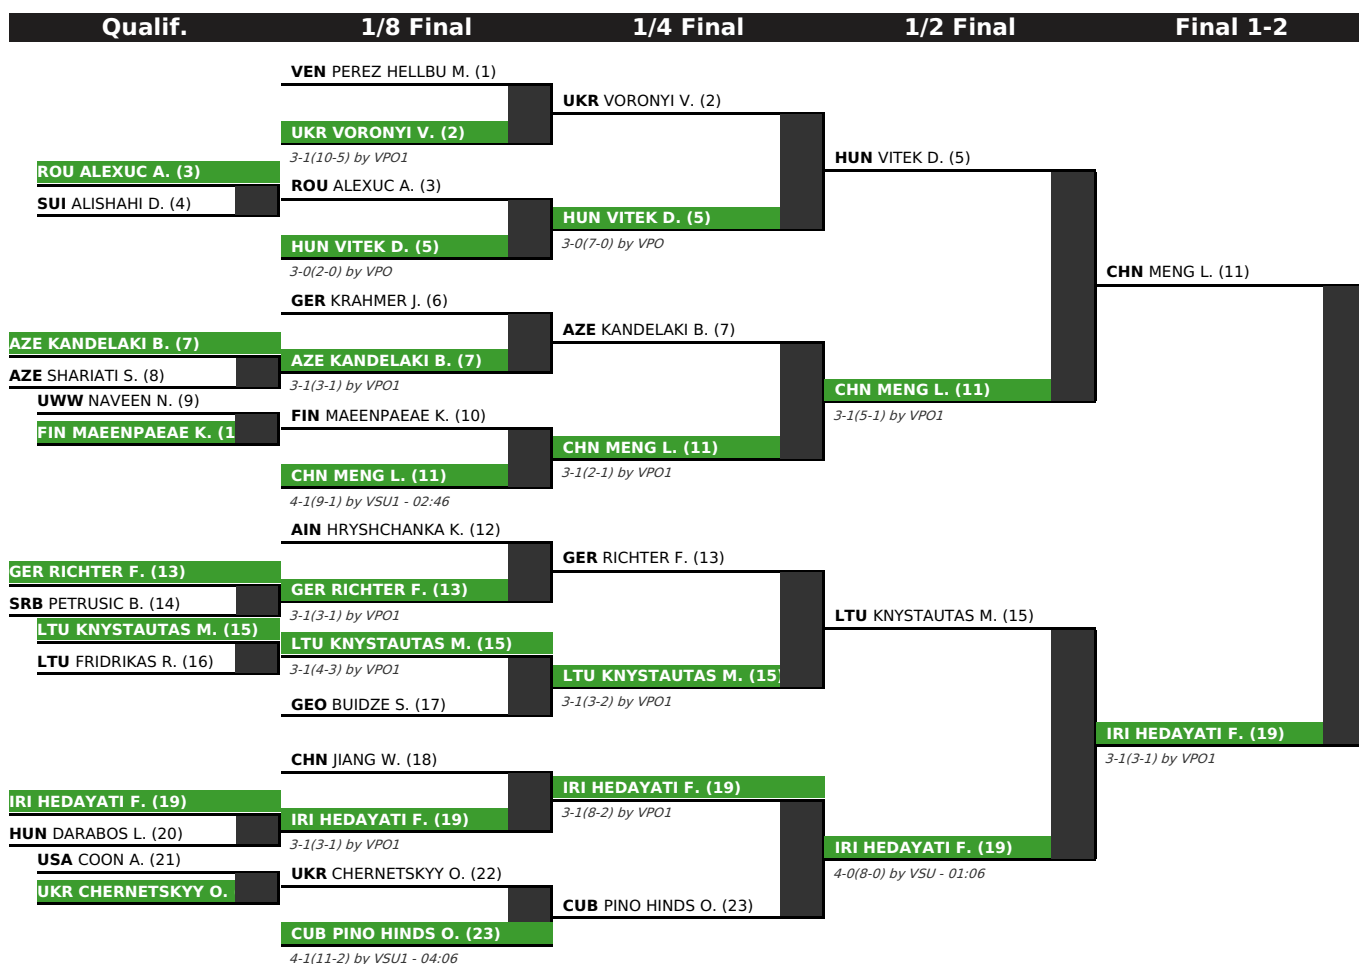 Qualif.
1/8 Final
1/4 Final
1/2 Final
Final 1-2
ROU ALEXUC A. (3)
SUI ALISHAHI D. (4)
AZE KANDELAKI B. (7)
AZE SHARIATI S. (8)
UWW NAVEEN N. (9)
FIN MAEENPAEAE K. (1
GER RICHTER F. (13)
SRB PETRUSIC B. (14)
LTU KNYSTAUTAS M. (15)
LTU FRIDRIKAS R. (16)
IRI HEDAYATI F. (19)
HUN DARABOS L. (20)
USA COON A. (21)
UKR CHERNETSKYY O.
VEN PEREZ HELLBU M. (1)
UKR VORONYI V. (2)
3-1(10-5) by VPO1
ROU ALEXUC A. (3)
HUN VITEK D. (5)
3-0(2-0) by VPO
GER KRAHMER J. (6)
AZE KANDELAKI B. (7)
3-1(3-1) by VPO1
FIN MAEENPAEAE K. (10)
CHN MENG L. (11)
4-1(9-1) by VSU1 - 02:46
AIN HRYSHCHANKA K. (12)
GER RICHTER F. (13)
3-1(3-1) by VPO1
LTU KNYSTAUTAS M. (15)
3-1(4-3) by VPO1
GEO BUIDZE S. (17)
CHN JIANG W. (18)
IRI HEDAYATI F. (19)
3-1(3-1) by VPO1
UKR CHERNETSKYY O. (22)
CUB PINO HINDS O. (23)
4-1(11-2) by VSU1 - 04:06
UKR VORONYI V. (2)
HUN VITEK D. (5)
3-0(7-0) by VPO
AZE KANDELAKI B. (7)
CHN MENG L. (11)
3-1(2-1) by VPO1
GER RICHTER F. (13)
LTU KNYSTAUTAS M. (15)
3-1(3-2) by VPO1
IRI HEDAYATI F. (19)
3-1(8-2) by VPO1
CUB PINO HINDS O. (23)
HUN VITEK D. (5)
CHN MENG L. (11)
3-1(5-1) by VPO1
LTU KNYSTAUTAS M. (15)
IRI HEDAYATI F. (19)
4-0(8-0) by VSU - 01:06
CHN MENG L. (11)
IRI HEDAYATI F. (19)
3-1(3-1) by VPO1